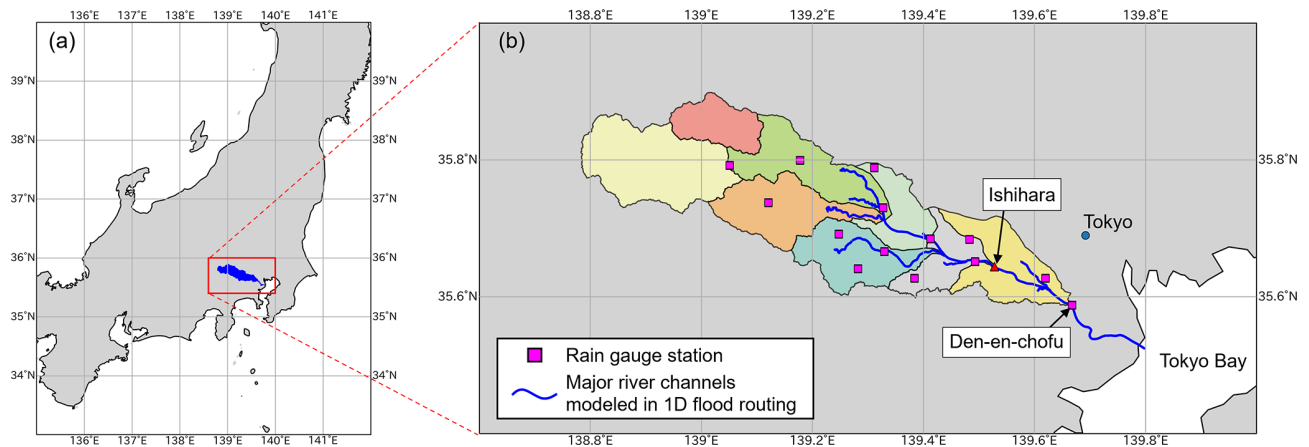 138.8°E 139°E 139.2°E 139.4°E 139.6°E 139.8°E
136°E 137°E 138°E 139°E 140°E 141°E
(a)
(b)
39°N 39°N
38°N 38°N
37°N 37°N
36°N 36°N
35°N 35°N
34°N 34°N
35.8°N 35.8°N
Ishihara
Tokyo
35.6°N 35.6°N
Den-en-chofu
Tokyo Bay
Rain gauge station
Major river channels
modeled in 1D flood routing
136°E 137°E 138°E 139°E 140°E 141°E
138.8°E 139°E 139.2°E 139.4°E 139.6°E 139.8°E